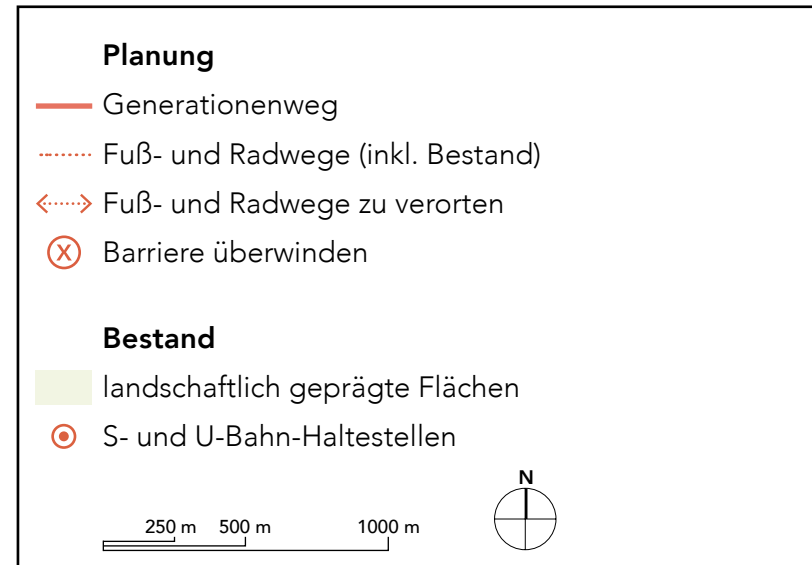 Planung
Generationenweg
Fuß- und Radwege (inkl. Bestand)
Fuß- und Radwege zu verorten
X Barriere überwinden
Bestand
landschaftlich geprägte Flächen
S- und U-Bahn-Haltestellen
N
250 m 500 m 1000 m